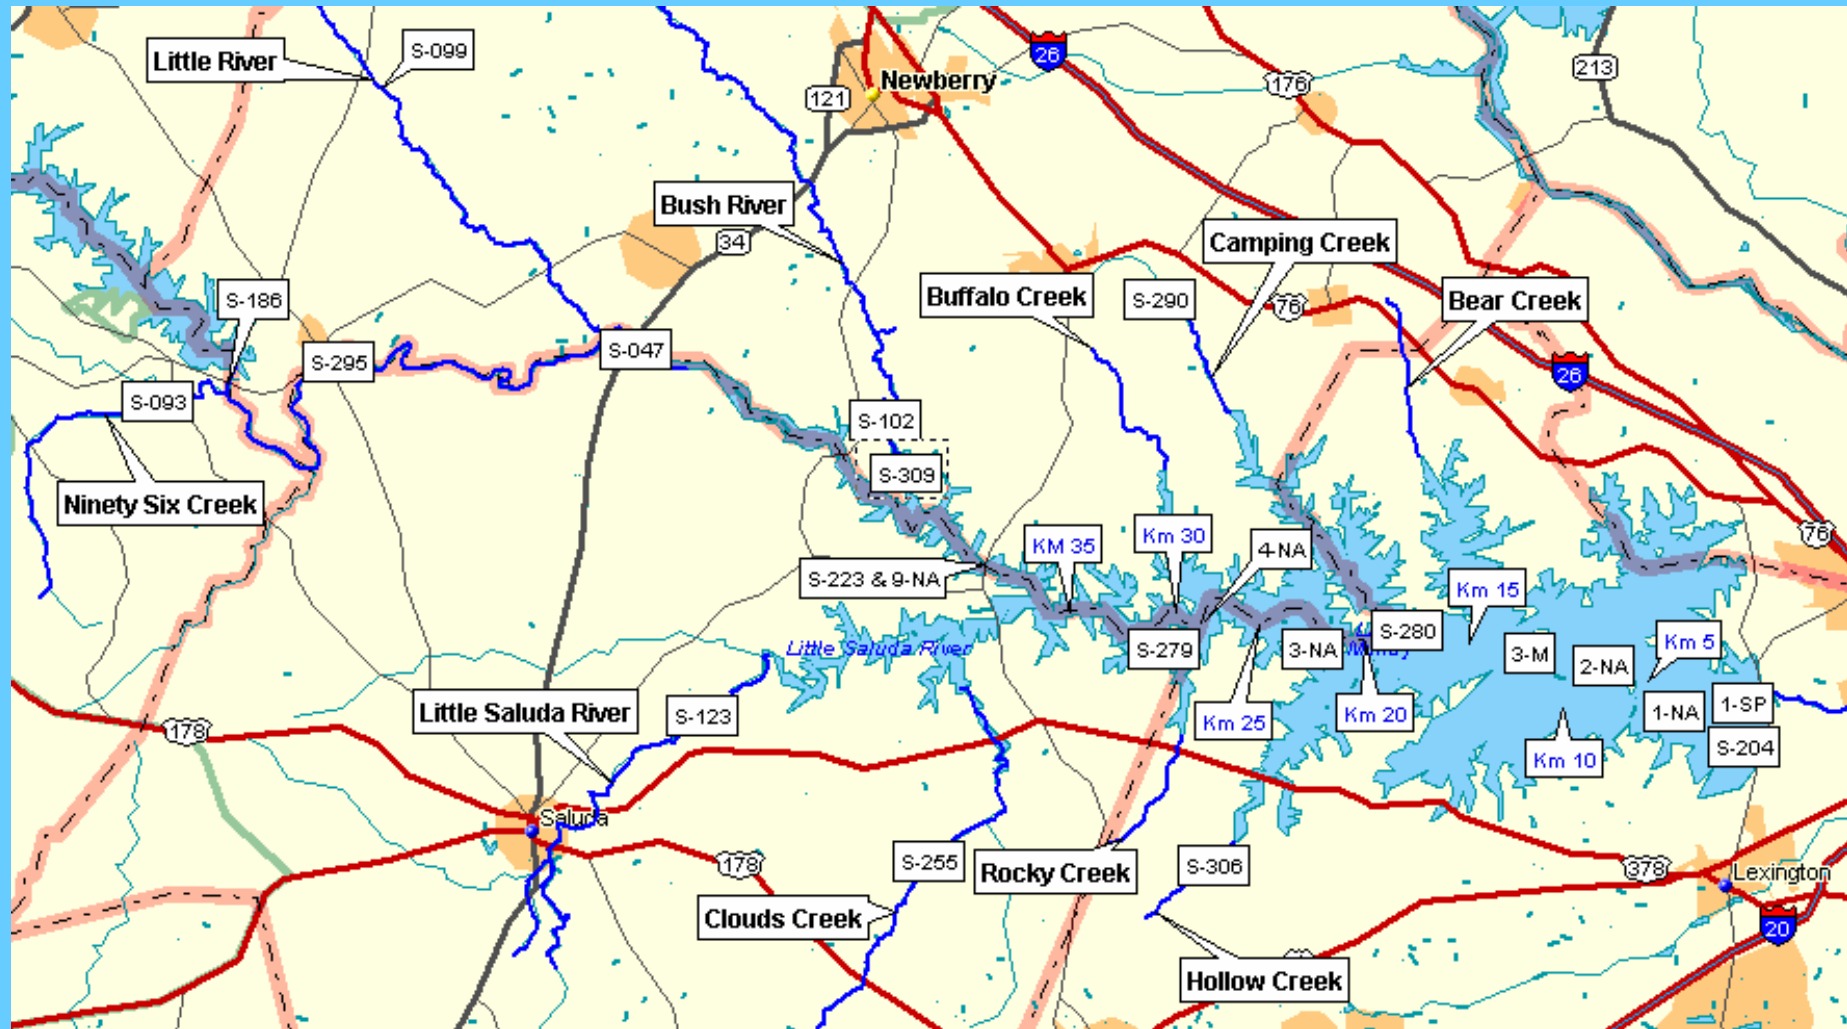 Little River
S-099
26
Newberry
121
176
213
Bush River
34
Camping Creek
S-186
Buffalo Creek
S-290
76
Bear Creek
S-295
S-047
26
S-093
S-102
S-309
Ninety Six Creek
KM 35
Km 30
4-NA
76
S-223 & 9-NA
Km 15
Little Saluda River
S-279
3-NA
S-280
3-M
2-NA
Km 5
Little Saluda River
S-123
Km 25
Km 20
1-NA
1-SP
178
Km 10
S-204
Saluda
178
S-255
Rocky Creek
S-306
378
Lexington
Clouds Creek
20
Hollow Creek